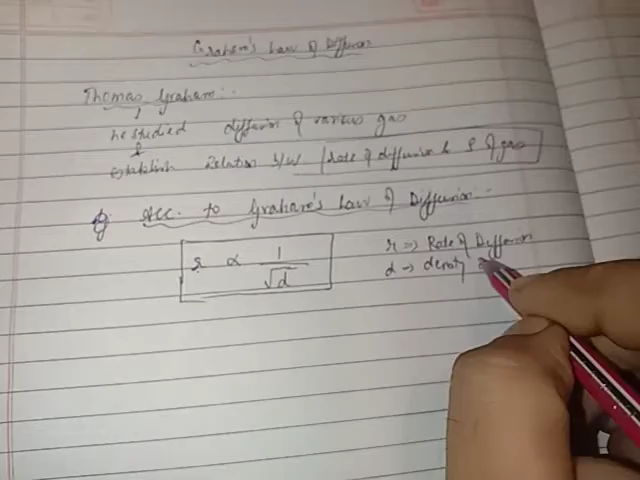 Graham's Law of Diffusion
Thomas Graham:-
he studied diffusion of various gas
& establish Relation b/w rate of diffusion & ρ of gas
Acc. to Graham's Law of Diffusion:-
r ∝ 1/√d
r => Rate of Diffusion
d -> density